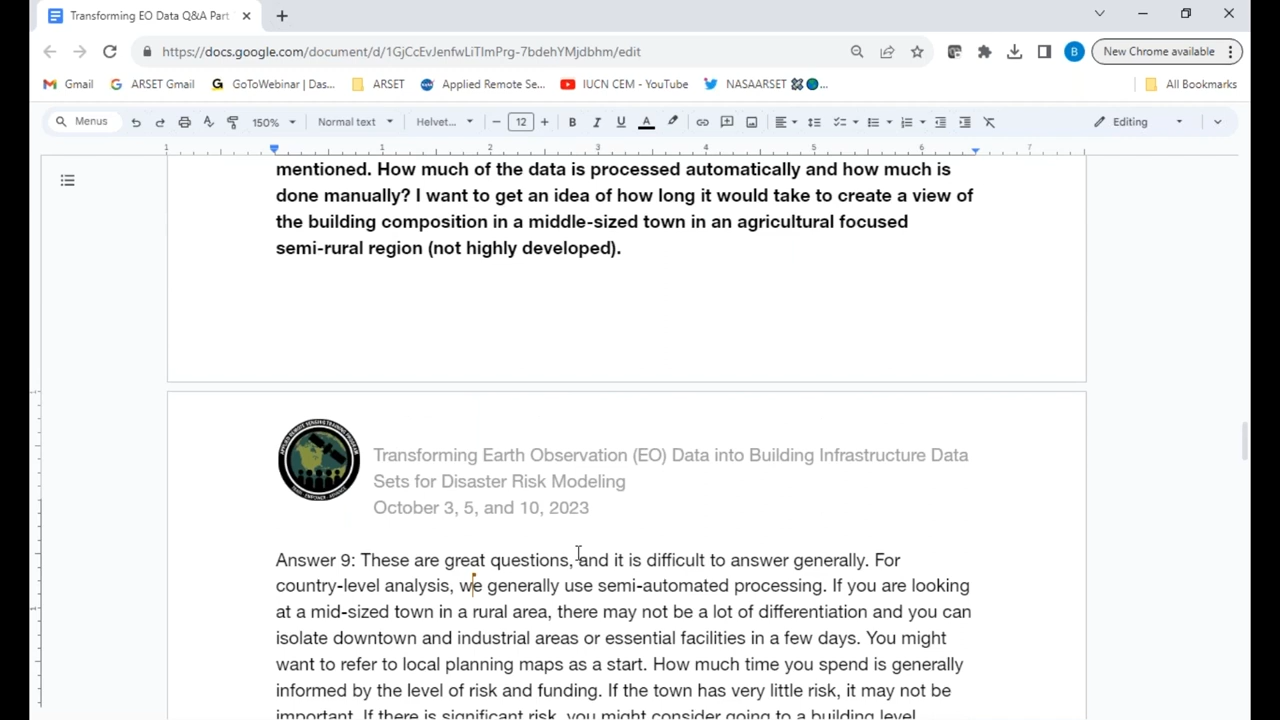 Transforming EO Data Q&A Part
https://docs.google.com/document/d/1GjCcEvJenfwLiTlmPrg-7bdehYMjdbhm/edit
New Chrome available
Gmail
ARSET Gmail
GoToWebinar | Das...
ARSET
Applied Remote Se...
IUCN CEM - YouTube
NASAARSET
All Bookmarks
Menus
150%
Normal text
Helvet...
12
Editing
1 1 2 3 4 5 6 7
mentioned. How much of the data is processed automatically and how much is
done manually? I want to get an idea of how long it would take to create a view of
the building composition in a middle-sized town in an agricultural focused
semi-rural region (not highly developed).
Transforming Earth Observation (EO) Data into Building Infrastructure Data
Sets for Disaster Risk Modeling
October 3, 5, and 10, 2023
Answer 9: These are great questions, and it is difficult to answer generally. For
country-level analysis, we generally use semi-automated processing. If you are looking
at a mid-sized town in a rural area, there may not be a lot of differentiation and you can
isolate downtown and industrial areas or essential facilities in a few days. You might
want to refer to local planning maps as a start. How much time you spend is generally
informed by the level of risk and funding. If the town has very little risk, it may not be
important. If there is significant risk, you might consider going to a building level